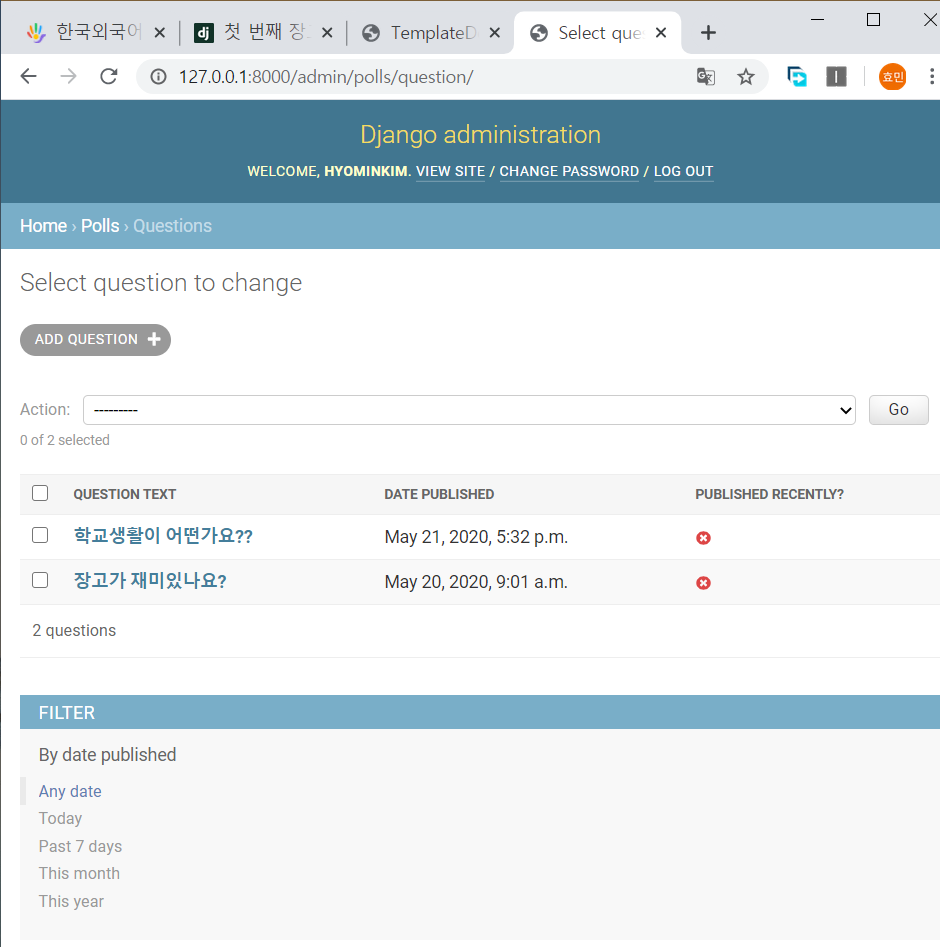 한국외국어 첫 번째 장 TemplateD Select que
127.0.0.1:8000/admin/polls/question/ 효민
Django administration
WELCOME, HYOMINKIM. VIEW SITE / CHANGE PASSWORD / LOG OUT
Home › Polls › Questions
Select question to change
ADD QUESTION +
Action: --------- Go
0 of 2 selected
QUESTION TEXT DATE PUBLISHED PUBLISHED RECENTLY?
학교생활이 어떤가요?? May 21, 2020, 5:32 p.m.
장고가 재미있나요? May 20, 2020, 9:01 a.m.
2 questions
FILTER
By date published
Any date
Today
Past 7 days
This month
This year